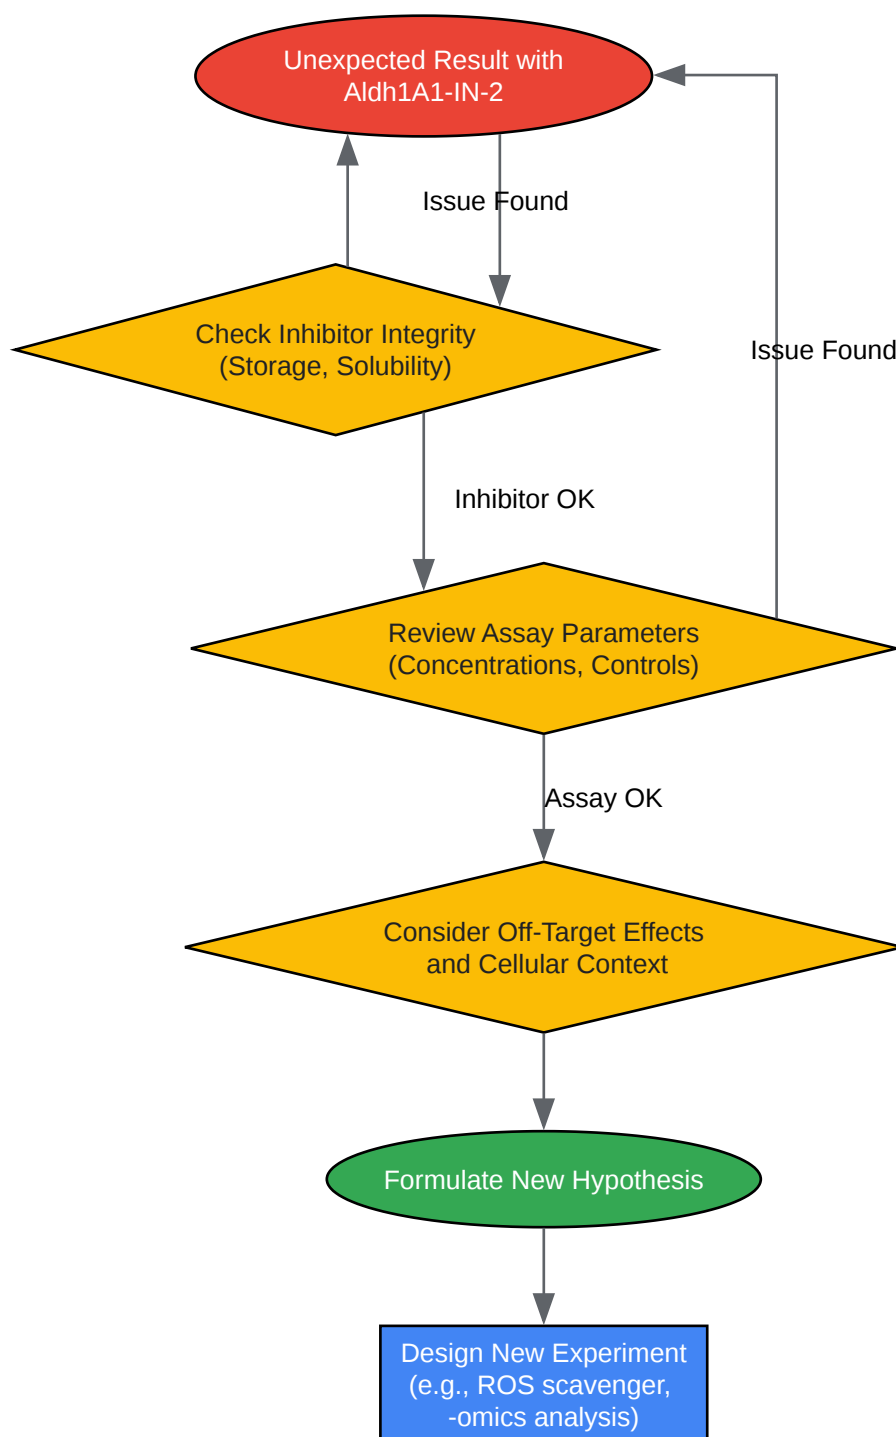 Unexpected Result with
Aldh1A1-IN-2
Issue Found
Check Inhibitor Integrity
(Storage, Solubility)
Issue Found
Inhibitor OK
Review Assay Parameters
(Concentrations, Controls)
Assay OK
Consider Off-Target Effects
and Cellular Context
Formulate New Hypothesis
Design New Experiment
(e.g., ROS scavenger,
-omics analysis)